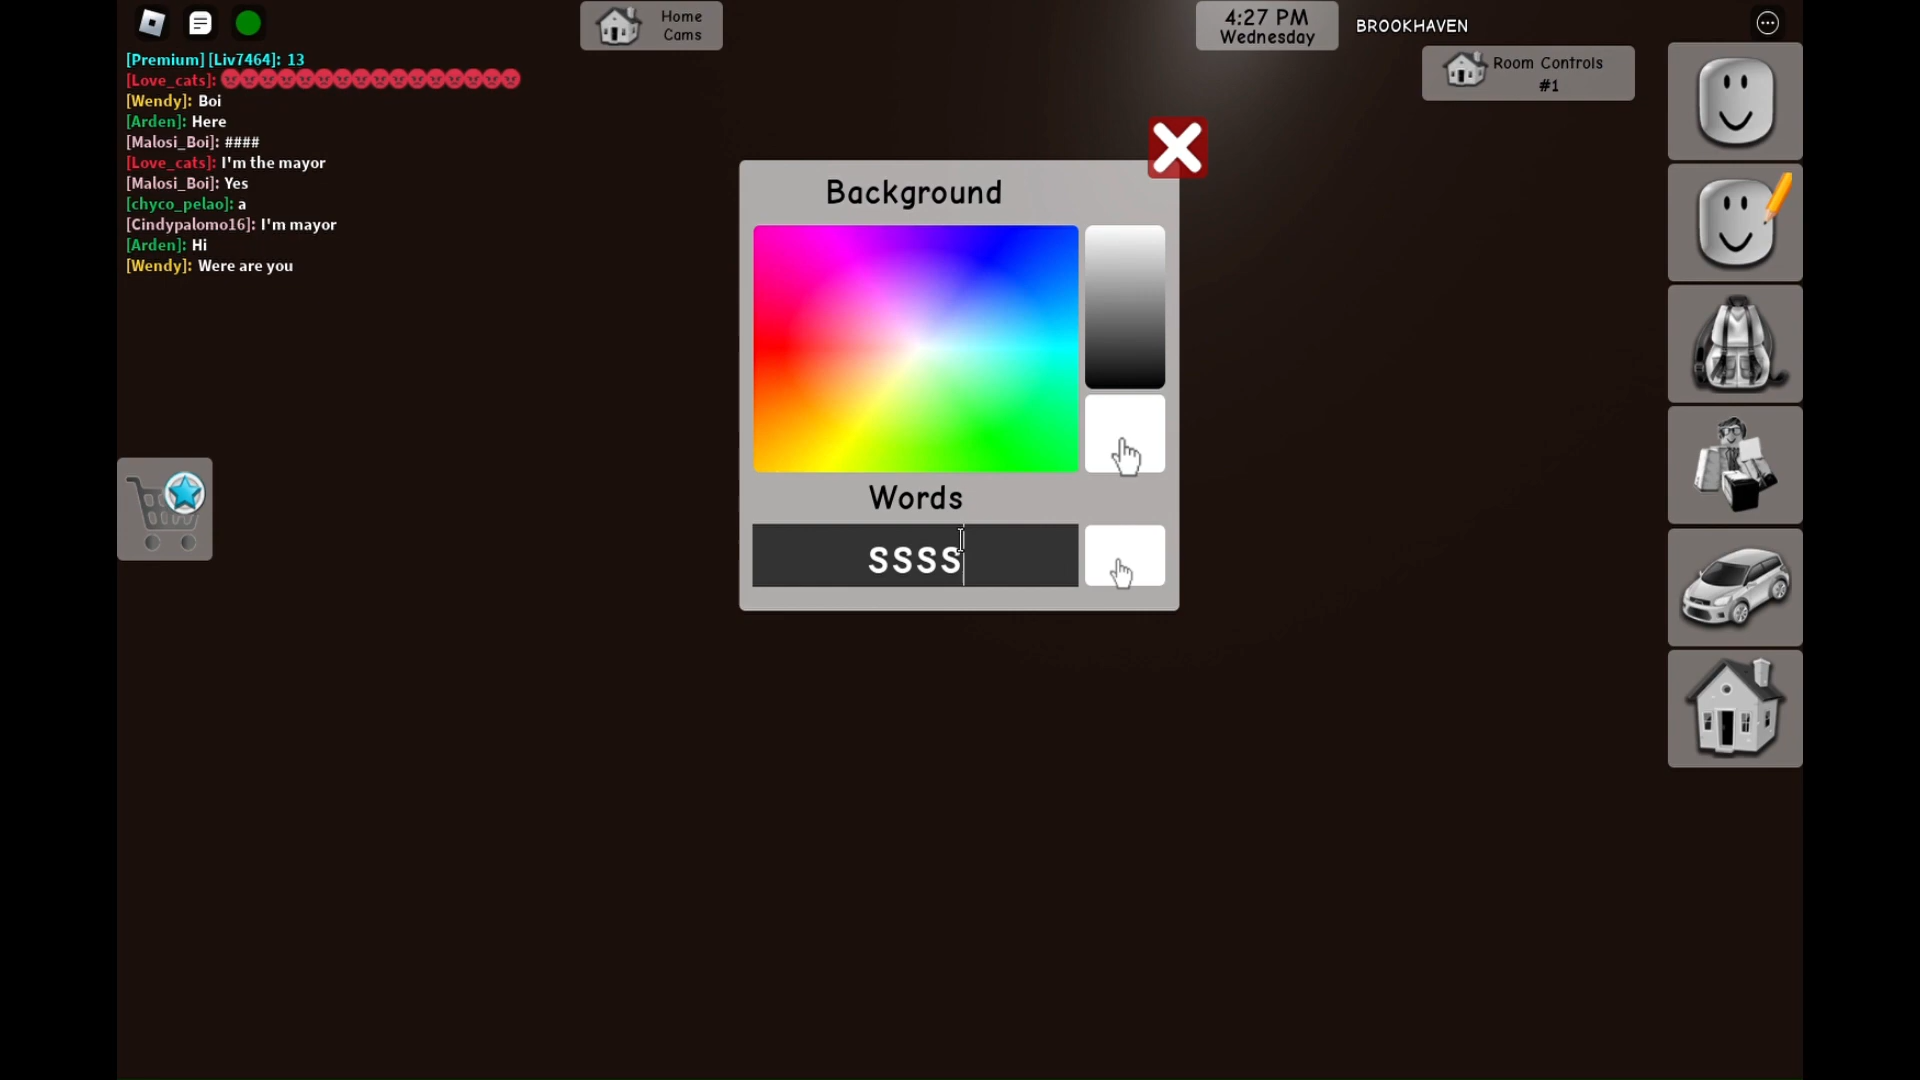 Home
Cams
4:27 PM
Wednesday
BROOKHAVEN
Room Controls
#1
[Premium] [Liv7464]: 13
[Love_cats]: 😡😡😡😡😡😡😡😡😡😡😡😡😡😡😡😡
[Wendy]: Boi
[Arden]: Here
[Malosi_Boi]: ####
[Love_cats]: I'm the mayor
[Malosi_Boi]: Yes
[chyco_pelao]: a
[Cindypalomo16]: I'm mayor
[Arden]: Hi
[Wendy]: Were are you
Background
Words
ssss